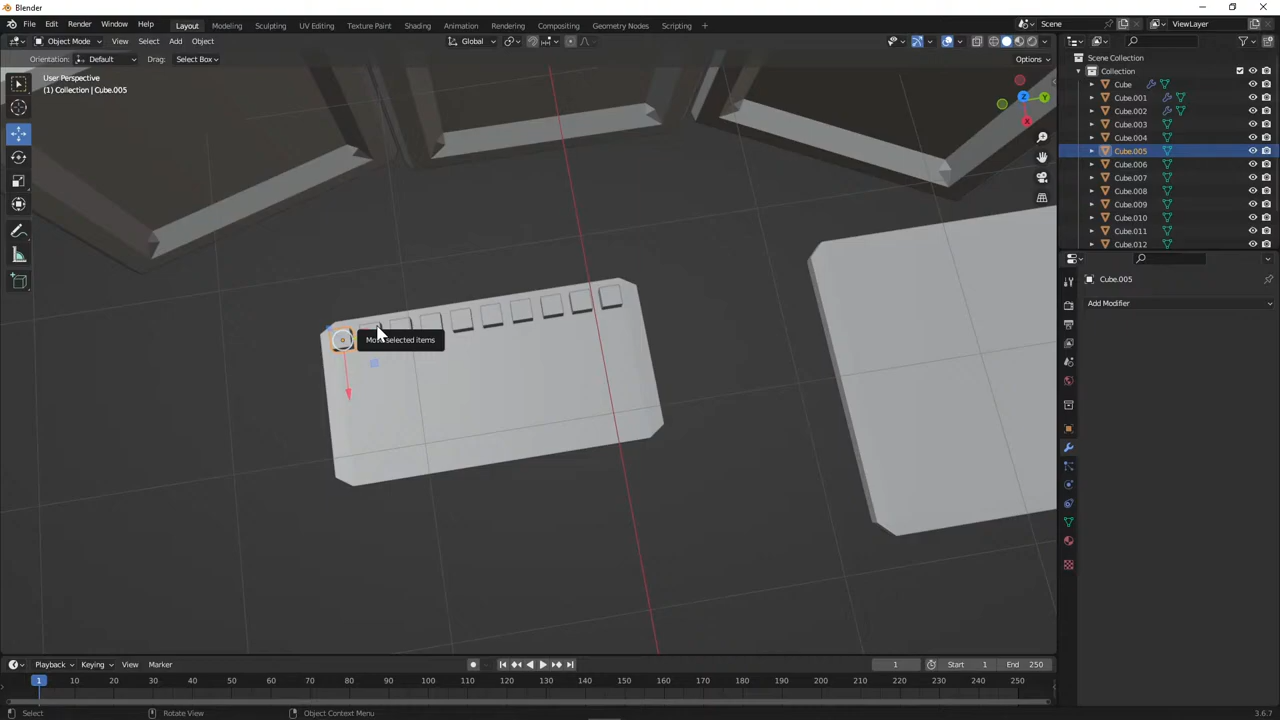 Blender
File Edit Render Window Help Layout Modeling Sculpting UV Editing Texture Paint Shading Animation Rendering Compositing Geometry Nodes Scripting + Scene ViewLayer
Object Mode View Select Add Object Global
Orientation: Default Drag: Select Box Options
User Perspective
(1) Collection | Cube.005
Move selected items
X Y Z
Scene Collection
Collection
Cube
Cube.001
Cube.002
Cube.003
Cube.004
Cube.005
Cube.006
Cube.007
Cube.008
Cube.009
Cube.010
Cube.011
Cube.012
Cube.005
Add Modifier
Playback Keying View Marker 1 Start 1 End 250
1 10 20 30 40 50 60 70 80 90 100 110 120 130 140 150 160 170 180 190 200 210 220 230 240 250
Select Rotate View Object Context Menu 3.6.7